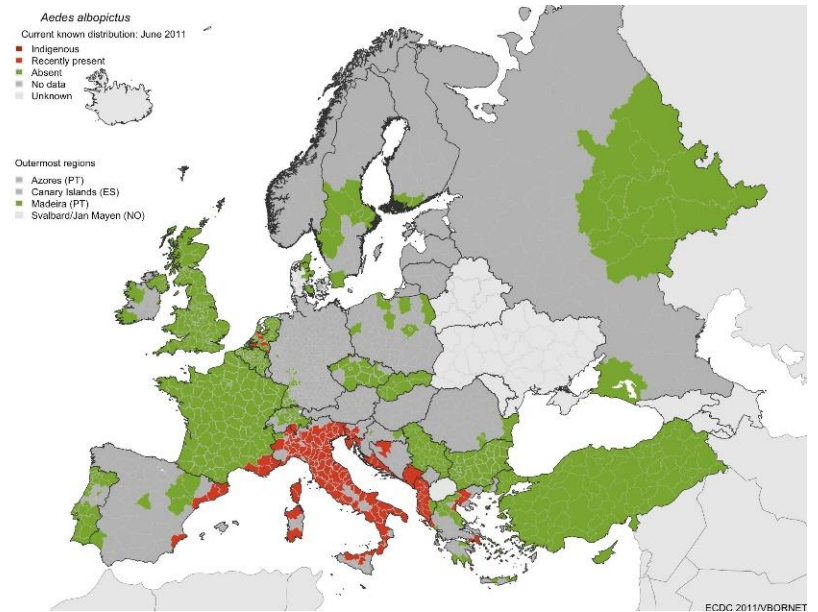 Aedes albopictus
Current known distribution: June 2011
Indigenous
Recently present
Absent
No data
Unknown
Outermost regions
Azores (PT)
Canary Islands (ES)
Madeira (PT)
Svalbard/Jan Mayen (NO)
ECDC 2011/VBORNET